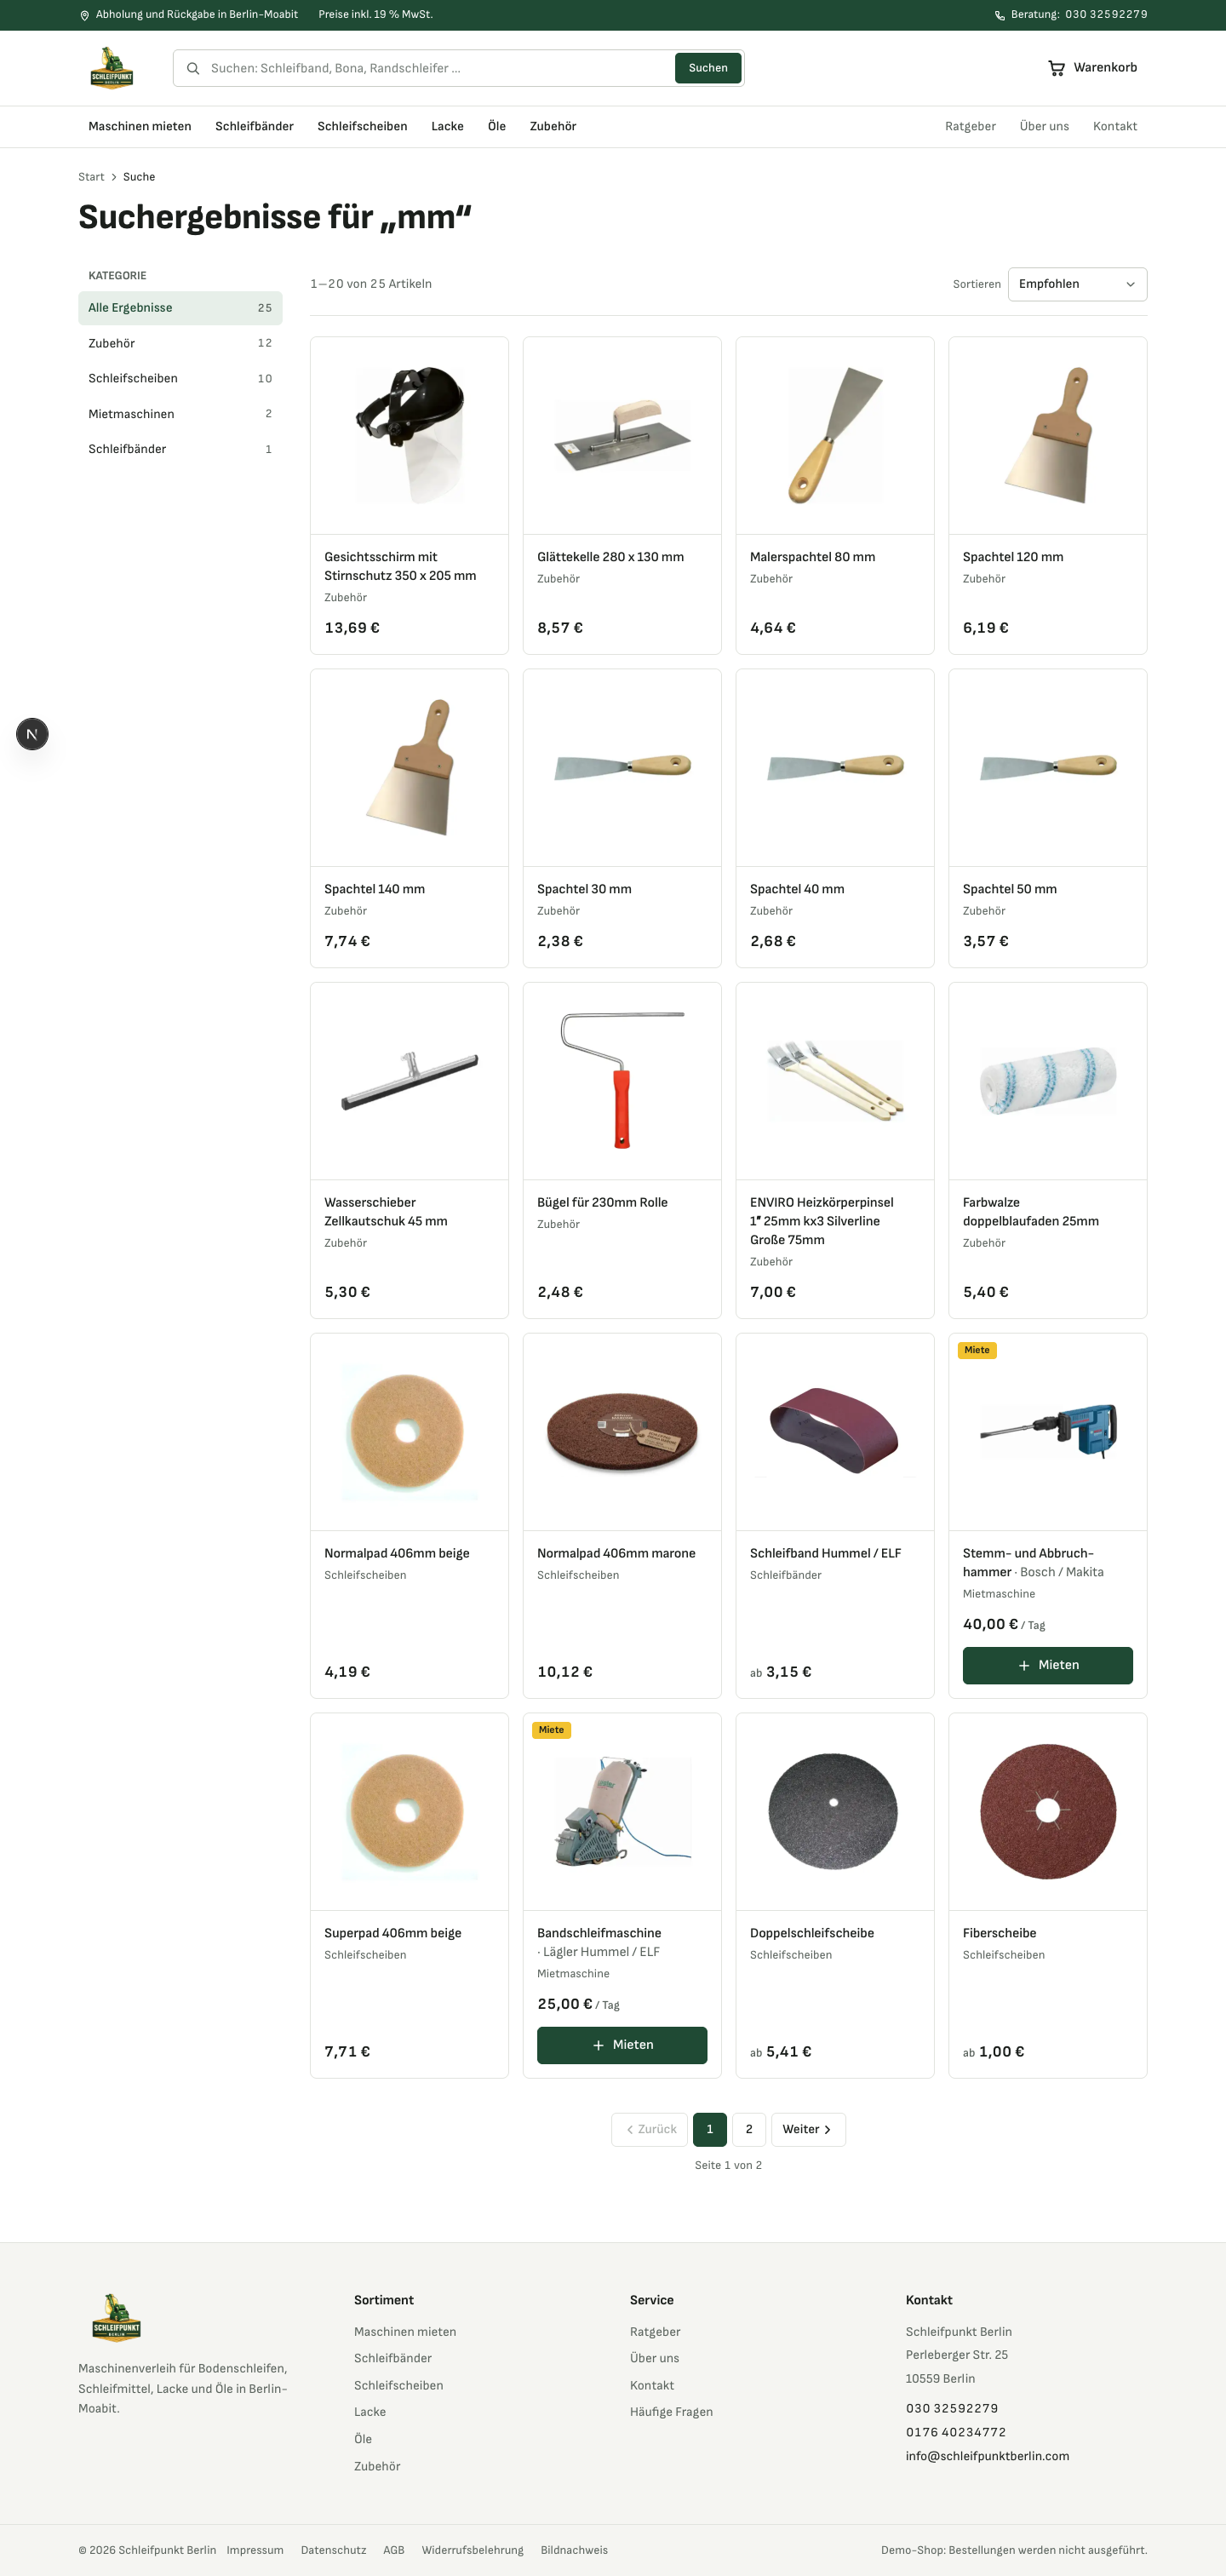 Abholung und Rückgabe in Berlin-Moabit
Preise inkl. 19 % MwSt.
Beratung: 030 32592279
SCHLEIFPUNKT
BERLIN
Suchen: Schleifband, Bona, Randschleifer ...
Suchen
Warenkorb
Maschinen mieten
Schleifbänder
Schleifscheiben
Lacke
Öle
Zubehör
Ratgeber
Über uns
Kontakt
Start
Suche
Suchergebnisse für „mm“
KATEGORIE
Alle Ergebnisse 25
Zubehör 12
Schleifscheiben 10
Mietmaschinen 2
Schleifbänder 1
1–20 von 25 Artikeln
Sortieren
Empfohlen
Gesichtsschirm mit
Stirnschutz 350 x 205 mm
Zubehör
13,69 €
Glättekelle 280 x 130 mm
Zubehör
8,57 €
Malerspachtel 80 mm
Zubehör
4,64 €
Spachtel 120 mm
Zubehör
6,19 €
Spachtel 140 mm
Zubehör
7,74 €
Spachtel 30 mm
Zubehör
2,38 €
Spachtel 40 mm
Zubehör
2,68 €
Spachtel 50 mm
Zubehör
3,57 €
Wasserschieber
Zellkautschuk 45 mm
Zubehör
5,30 €
Bügel für 230mm Rolle
Zubehör
2,48 €
ENVIRO Heizkörperpinsel
1″ 25mm kx3 Silverline
Große 75mm
Zubehör
7,00 €
Farbwalze
doppelblaufaden 25mm
Zubehör
5,40 €
Normalpad 406mm beige
Schleifscheiben
4,19 €
Normalpad 406mm marone
Schleifscheiben
10,12 €
Schleifband Hummel / ELF
Schleifbänder
ab 3,15 €
Miete
Stemm- und Abbruch-
hammer · Bosch / Makita
Mietmaschine
40,00 € / Tag
Mieten
Superpad 406mm beige
Schleifscheiben
7,71 €
Miete
Bandschleifmaschine
· Lägler Hummel / ELF
Mietmaschine
25,00 € / Tag
Mieten
Doppelschleifscheibe
Schleifscheiben
ab 5,41 €
Fiberscheibe
Schleifscheiben
ab 1,00 €
Zurück
1
2
Weiter
Seite 1 von 2
SCHLEIFPUNKT
BERLIN
Maschinenverleih für Bodenschleifen,
Schleifmittel, Lacke und Öle in Berlin-
Moabit.
Sortiment
Maschinen mieten
Schleifbänder
Schleifscheiben
Lacke
Öle
Zubehör
Service
Ratgeber
Über uns
Kontakt
Häufige Fragen
Kontakt
Schleifpunkt Berlin
Perleberger Str. 25
10559 Berlin
030 32592279
0176 40234772
info@schleifpunktberlin.com
© 2026 Schleifpunkt Berlin
Impressum
Datenschutz
AGB
Widerrufsbelehrung
Bildnachweis
Demo-Shop: Bestellungen werden nicht ausgeführt.